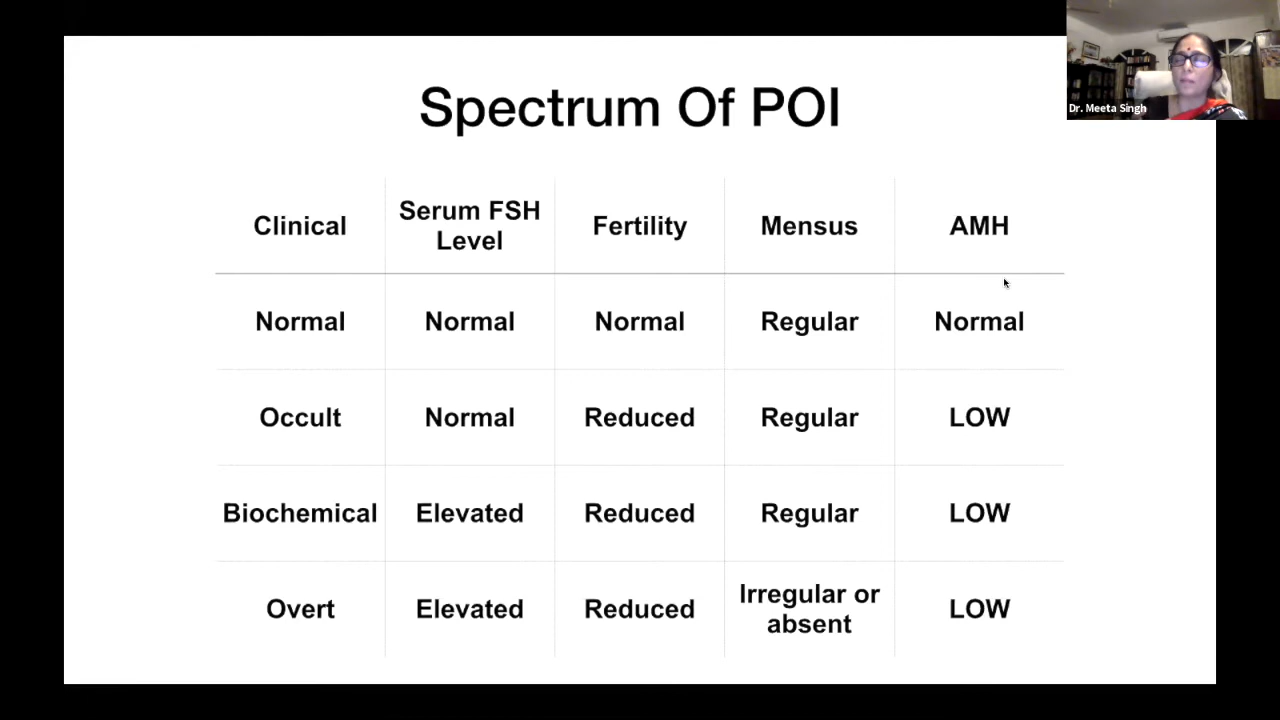 Spectrum Of POI
Dr. Meeta Singh
Clinical
Serum FSH
Level
Fertility
Mensus
AMH
Normal
Normal
Normal
Regular
Normal
Occult
Normal
Reduced
Regular
LOW
Biochemical
Elevated
Reduced
Regular
LOW
Overt
Elevated
Reduced
Irregular or
absent
LOW